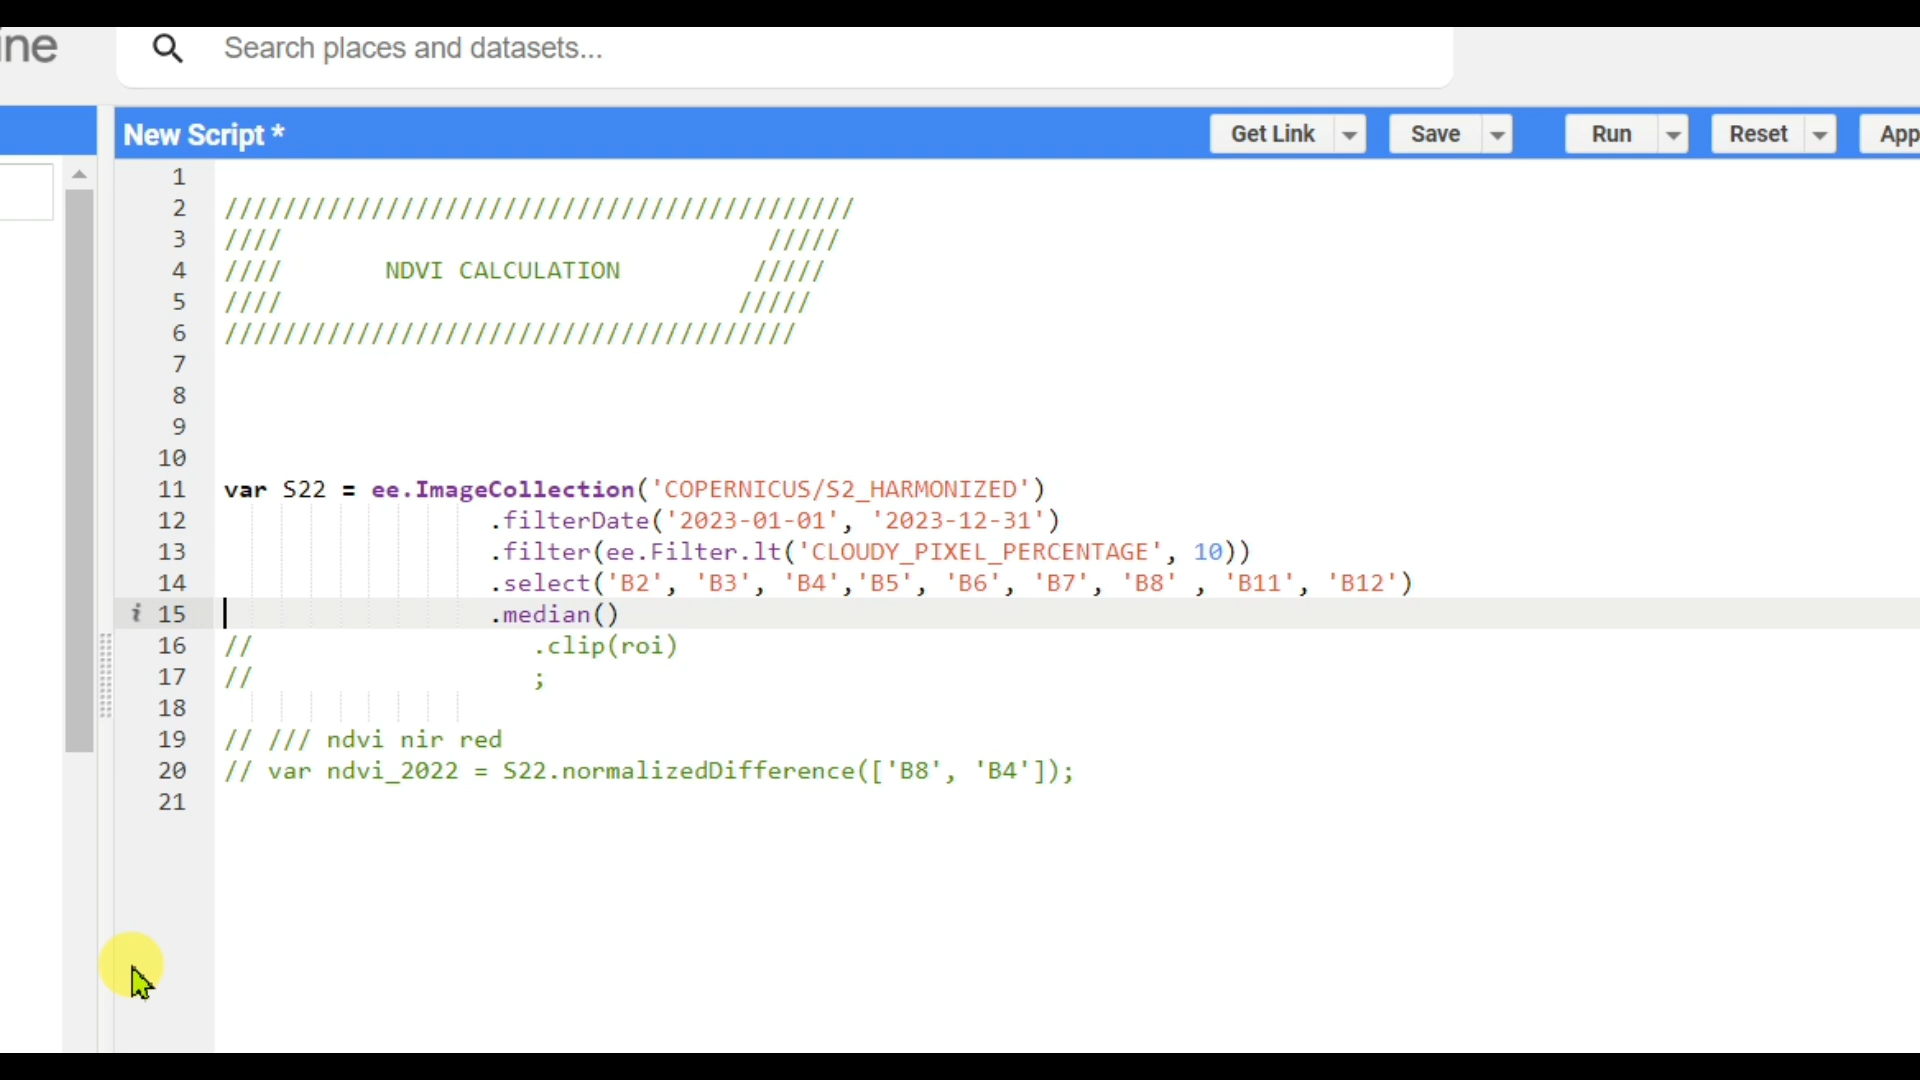 ine
Search places and datasets...
New Script *
Get Link
Save
Run
Reset
App
1
2 ///////////////////////////////////////////
3 //// /////
4 //// NDVI CALCULATION /////
5 //// /////
6 ///////////////////////////////////////
7
8
9
10
11 var S22 = ee.ImageCollection('COPERNICUS/S2_HARMONIZED')
12 .filterDate('2023-01-01', '2023-12-31')
13 .filter(ee.Filter.lt('CLOUDY_PIXEL_PERCENTAGE', 10))
14 .select('B2', 'B3', 'B4','B5', 'B6', 'B7', 'B8' , 'B11', 'B12')
i 15 .median()
16 // .clip(roi)
17 // ;
18
19 // /// ndvi nir red
20 // var ndvi_2022 = S22.normalizedDifference(['B8', 'B4']);
21